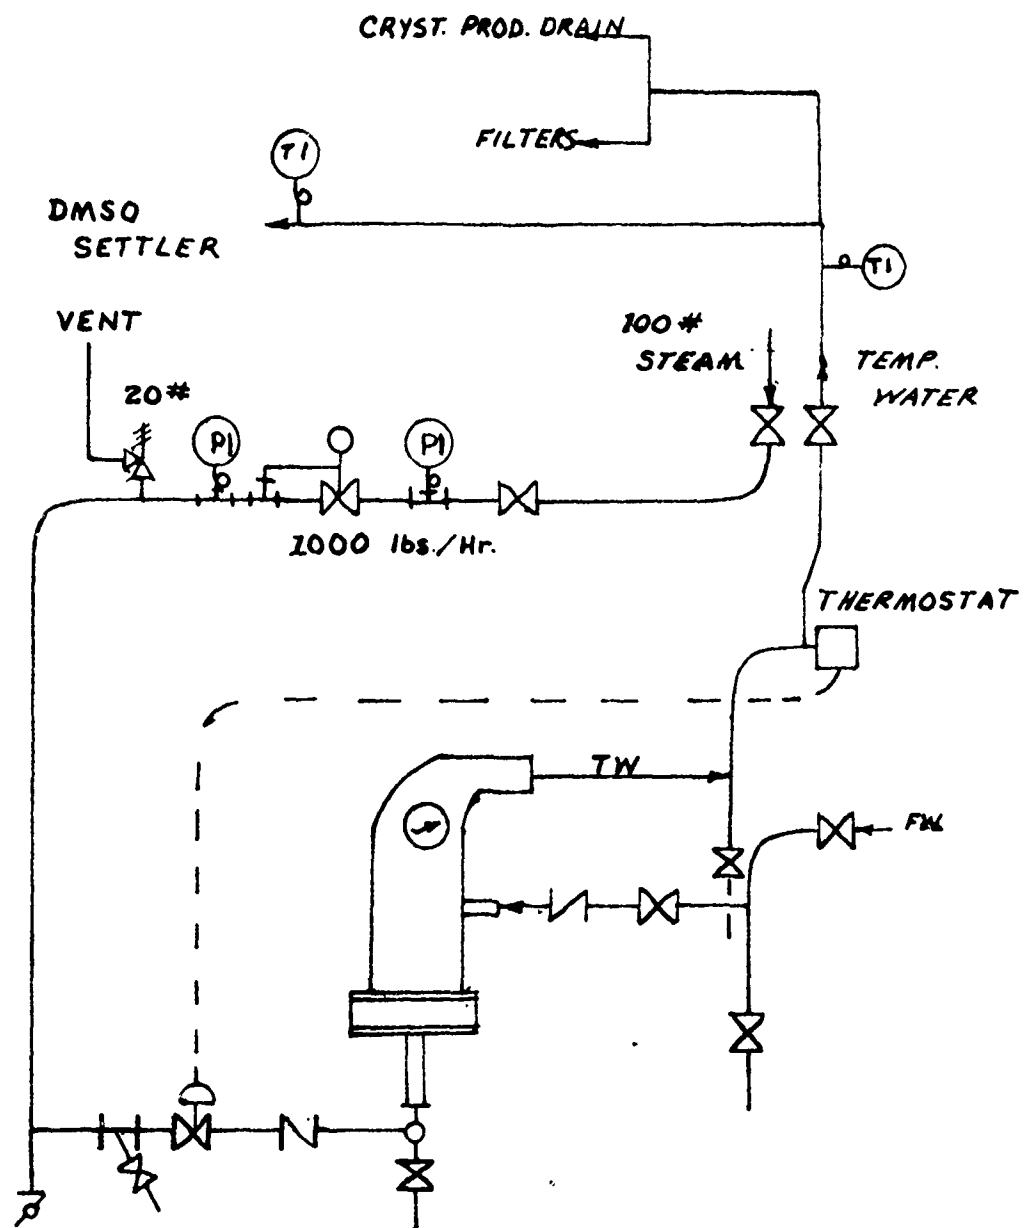 CRYST. PROD. DRAIN
FILTERS
TI
DMSO
SETTLER
TI
VENT
100#
STEAM
TEMP.
WATER
20#
PI
PI
1000 lbs./Hr.
THERMOSTAT
TW
FW